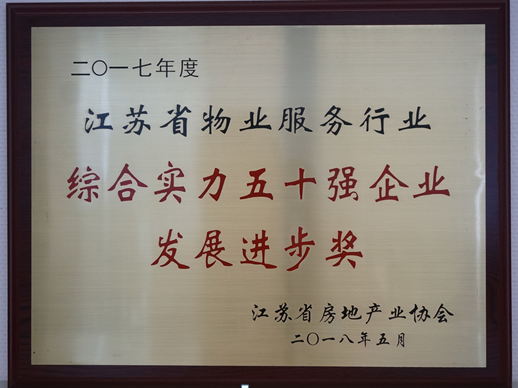 二〇一七年度
江苏省物业服务行业
综合实力五十强企业
发展进步奖
江苏省房地产业协会
二〇一八年五月